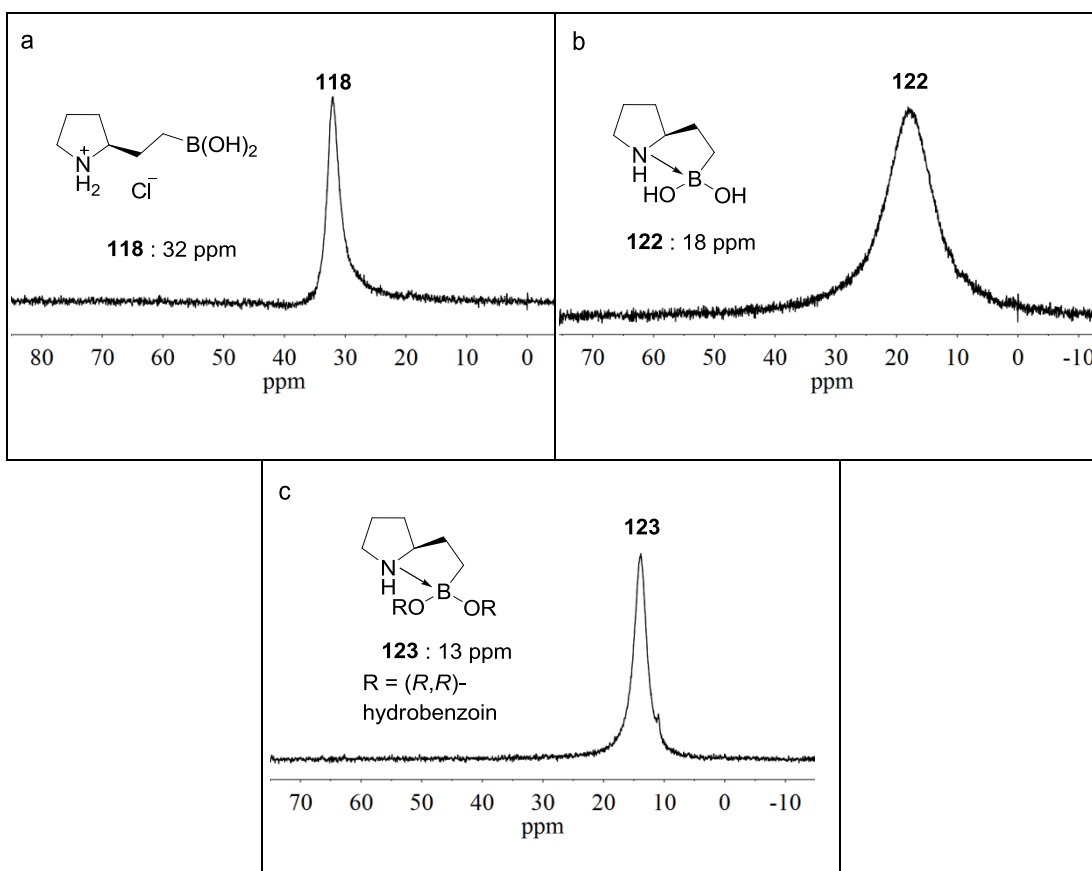 a
118
B(OH)2
N+
H2
Cl−
118 : 32 ppm
80 70 60 50 40 30 20 10 0
ppm
b
122
N
H
B
HO OH
122 : 18 ppm
70 60 50 40 30 20 10 0 -10
ppm
c
123
N
H
B
RO OR
123 : 13 ppm
R = (R,R)-
hydrobenzoin
70 60 50 40 30 20 10 0 -10
ppm